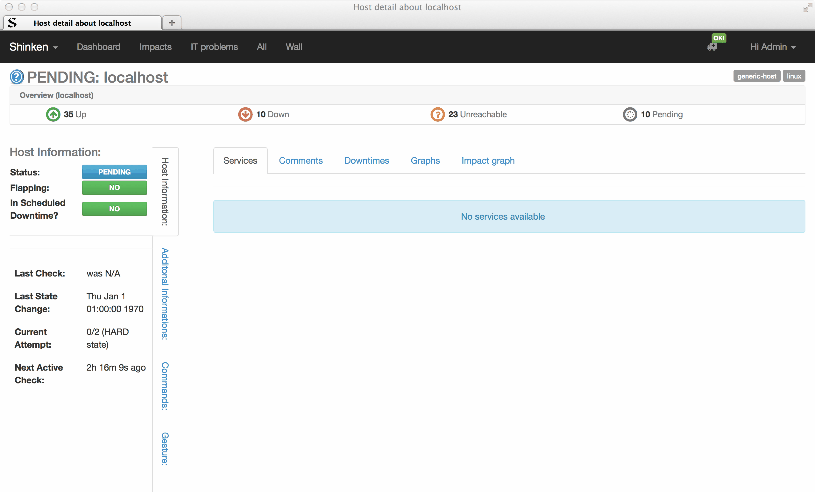 Host detail about localhost
S Host detail about localhost +
Shinken Dashboard Impacts IT problems All Wall OK! Hi Admin
? PENDING: localhost generic-host linux
Overview (localhost)
35 Up 10 Down ? 23 Unreachable 10 Pending
Host Information:
Status: PENDING
Flapping: NO
In Scheduled
Downtime? NO
Last Check: was N/A
Last State Thu Jan 1
Change: 01:00:00 1970
Current 0/2 (HARD
Attempt: state)
Next Active 2h 16m 9s ago
Check:
Host Information:
Additonal Informations:
Commands:
Gesture:
Services Comments Downtimes Graphs Impact graph
No services available